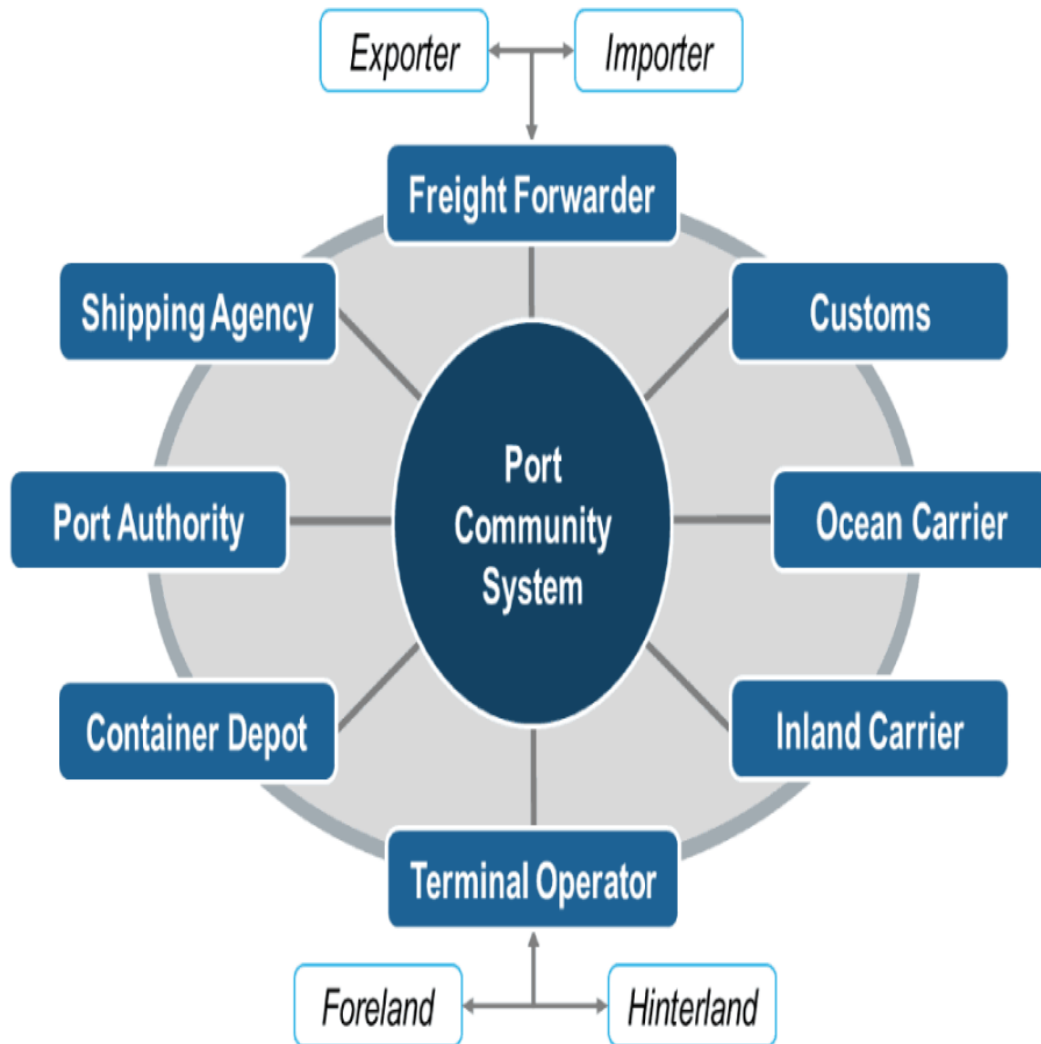 Exporter
Importer
Freight Forwarder
Shipping Agency
Customs
Port
Community
System
Port Authority
Ocean Carrier
Container Depot
Inland Carrier
Terminal Operator
Foreland
Hinterland